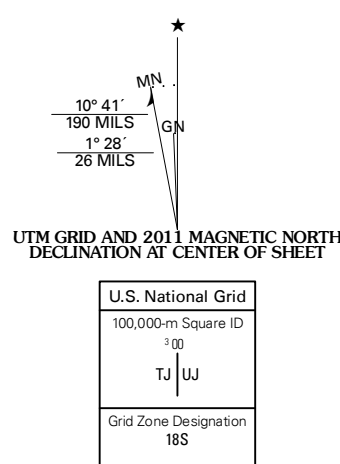 ★
MN
10° 41´
190 MILS
GN
1° 28´
26 MILS
UTM GRID AND 2011 MAGNETIC NORTH
DECLINATION AT CENTER OF SHEET
U.S. National Grid
100,000-m Square ID
³00
TJ UJ
Grid Zone Designation
18S